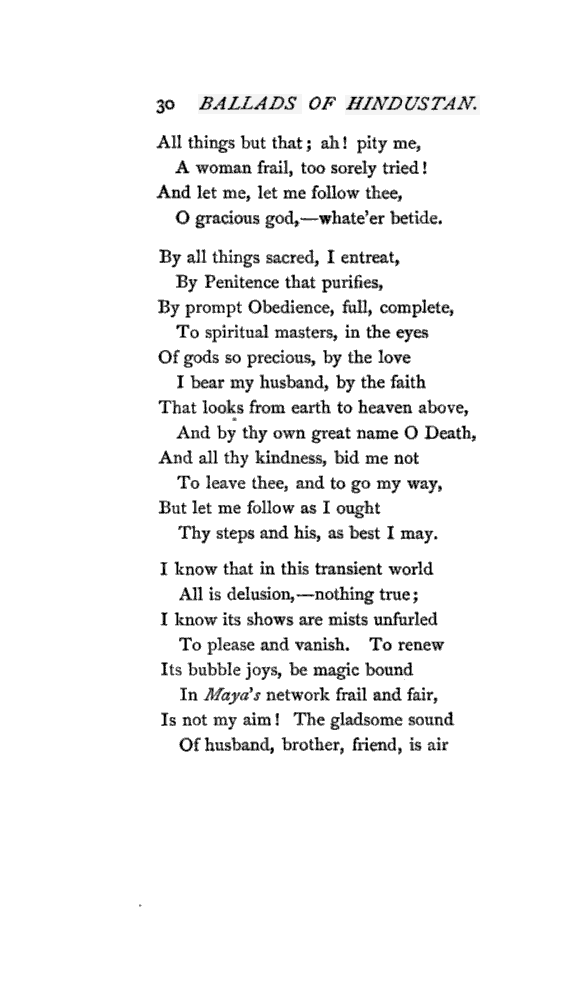 30 BALLADS OF HINDUSTAN.
All things but that; ah! pity me,
A woman frail, too sorely tried!
And let me, let me follow thee,
O gracious god,—whate'er betide.
By all things sacred, I entreat,
By Penitence that purifies,
By prompt Obedience, full, complete,
To spiritual masters, in the eyes
Of gods so precious, by the love
I bear my husband, by the faith
That looks from earth to heaven above,
And by thy own great name O Death,
And all thy kindness, bid me not
To leave thee, and to go my way,
But let me follow as I ought
Thy steps and his, as best I may.
I know that in this transient world
All is delusion,—nothing true;
I know its shows are mists unfurled
To please and vanish. To renew
Its bubble joys, be magic bound
In Maya's network frail and fair,
Is not my aim! The gladsome sound
Of husband, brother, friend, is air